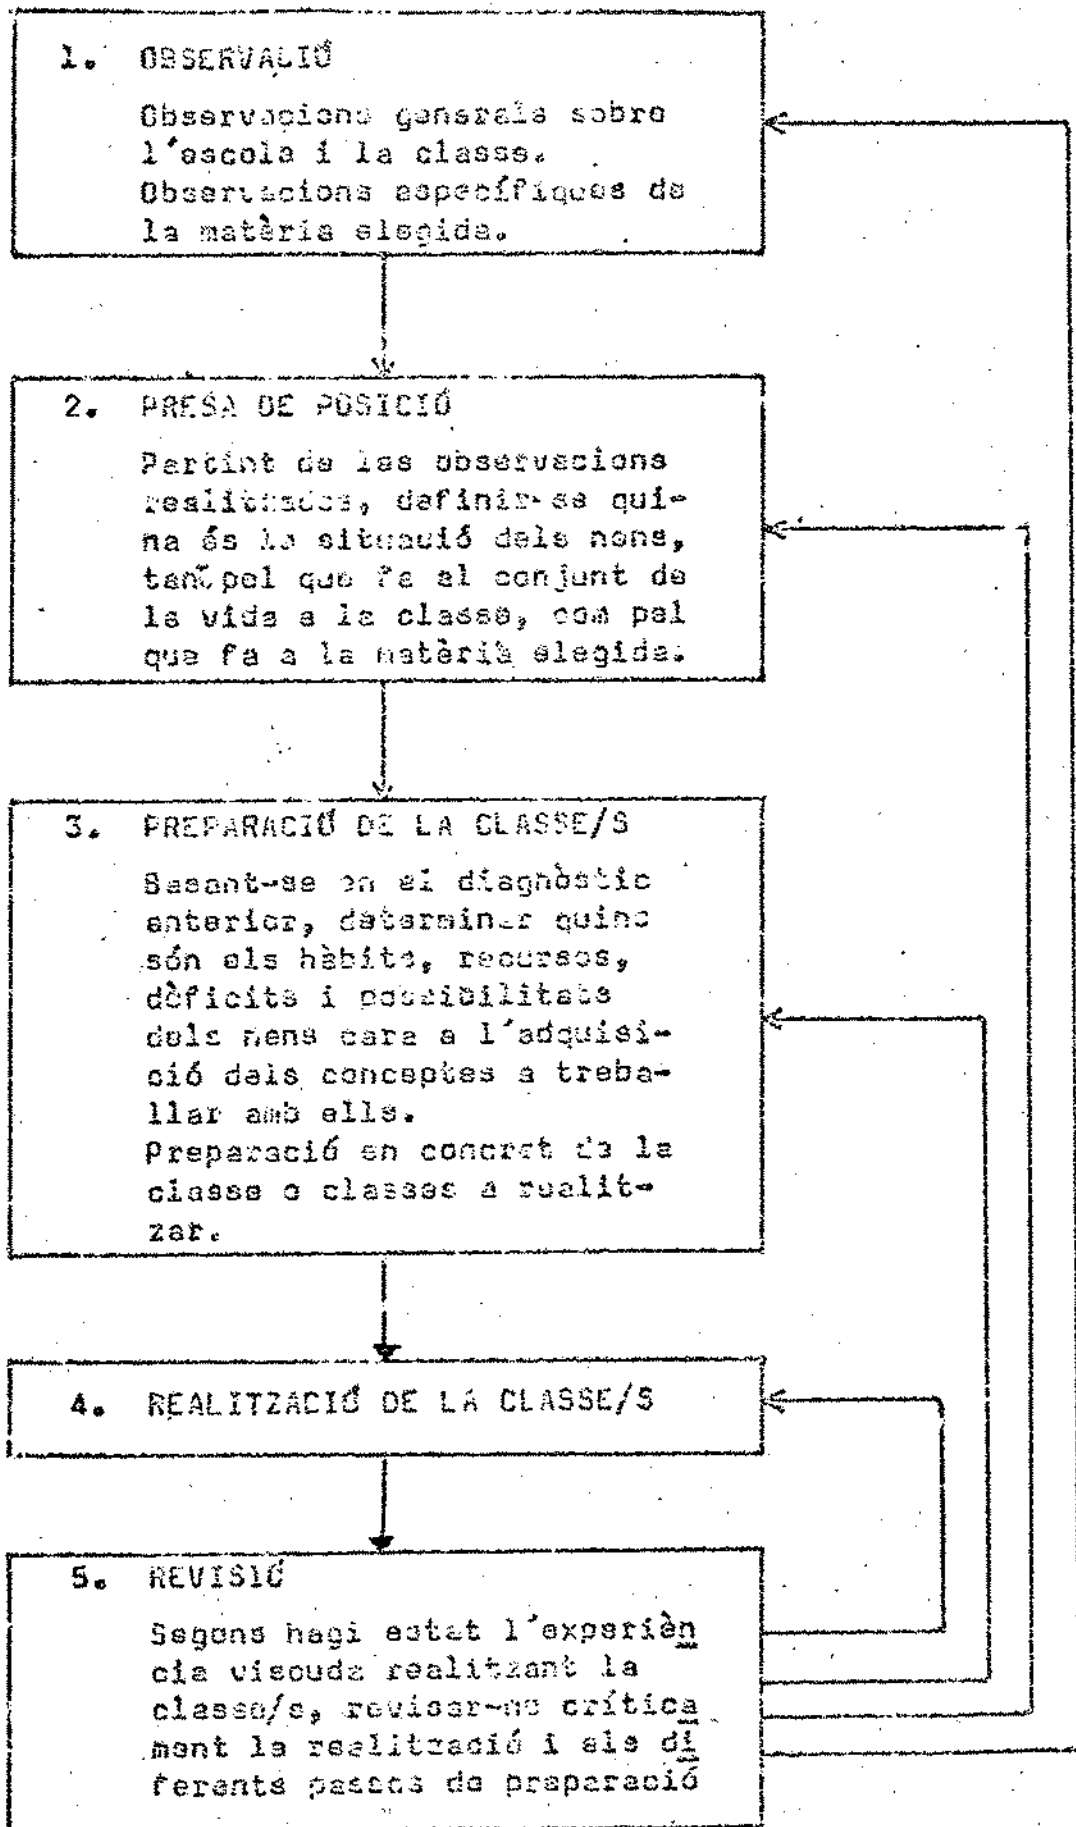 1. OBSERVACIÓ
Observacions generals sobre
l'escola i la classe.
Observacions específiques de
la matèria elegida.
2. PRESA DE POSICIÓ
Partint de les observacions
realitzades, definir-se qui-
na és la situació dels nens,
tant pel que fa al conjunt de
la vida a la classe, com pel
que fa a la matèria elegida.
3. PREPARACIÓ DE LA CLASSE/S
Basant-se en el diagnòstic
anterior, determinar quins
són els hàbits, recursos,
dèficits i possibilitats
dels nens cara a l'adquisi-
ció dels conceptes a treba-
llar amb ells.
Preparació en concret de la
classe o classes a realit-
zar.
4. REALITZACIÓ DE LA CLASSE/S
5. REVISIÓ
Segons hagi estat l'experièn
cia viscuda realitzant la
classe/s, revisar-ne crítica
ment la realització i els di
ferents passos de preparació